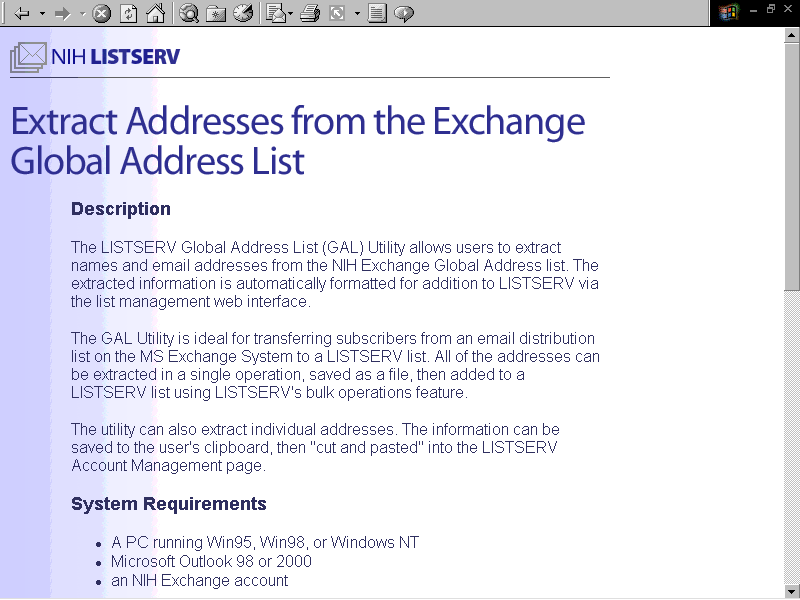 NIH LISTSERV
Extract Addresses from the Exchange
Global Address List
Description
The LISTSERV Global Address List (GAL) Utility allows users to extract
names and email addresses from the NIH Exchange Global Address list. The
extracted information is automatically formatted for addition to LISTSERV via
the list management web interface.
The GAL Utility is ideal for transferring subscribers from an email distribution
list on the MS Exchange System to a LISTSERV list. All of the addresses can
be extracted in a single operation, saved as a file, then added to a
LISTSERV list using LISTSERV's bulk operations feature.
The utility can also extract individual addresses. The information can be
saved to the user's clipboard, then "cut and pasted" into the LISTSERV
Account Management page.
System Requirements
• A PC running Win95, Win98, or Windows NT
• Microsoft Outlook 98 or 2000
• an NIH Exchange account